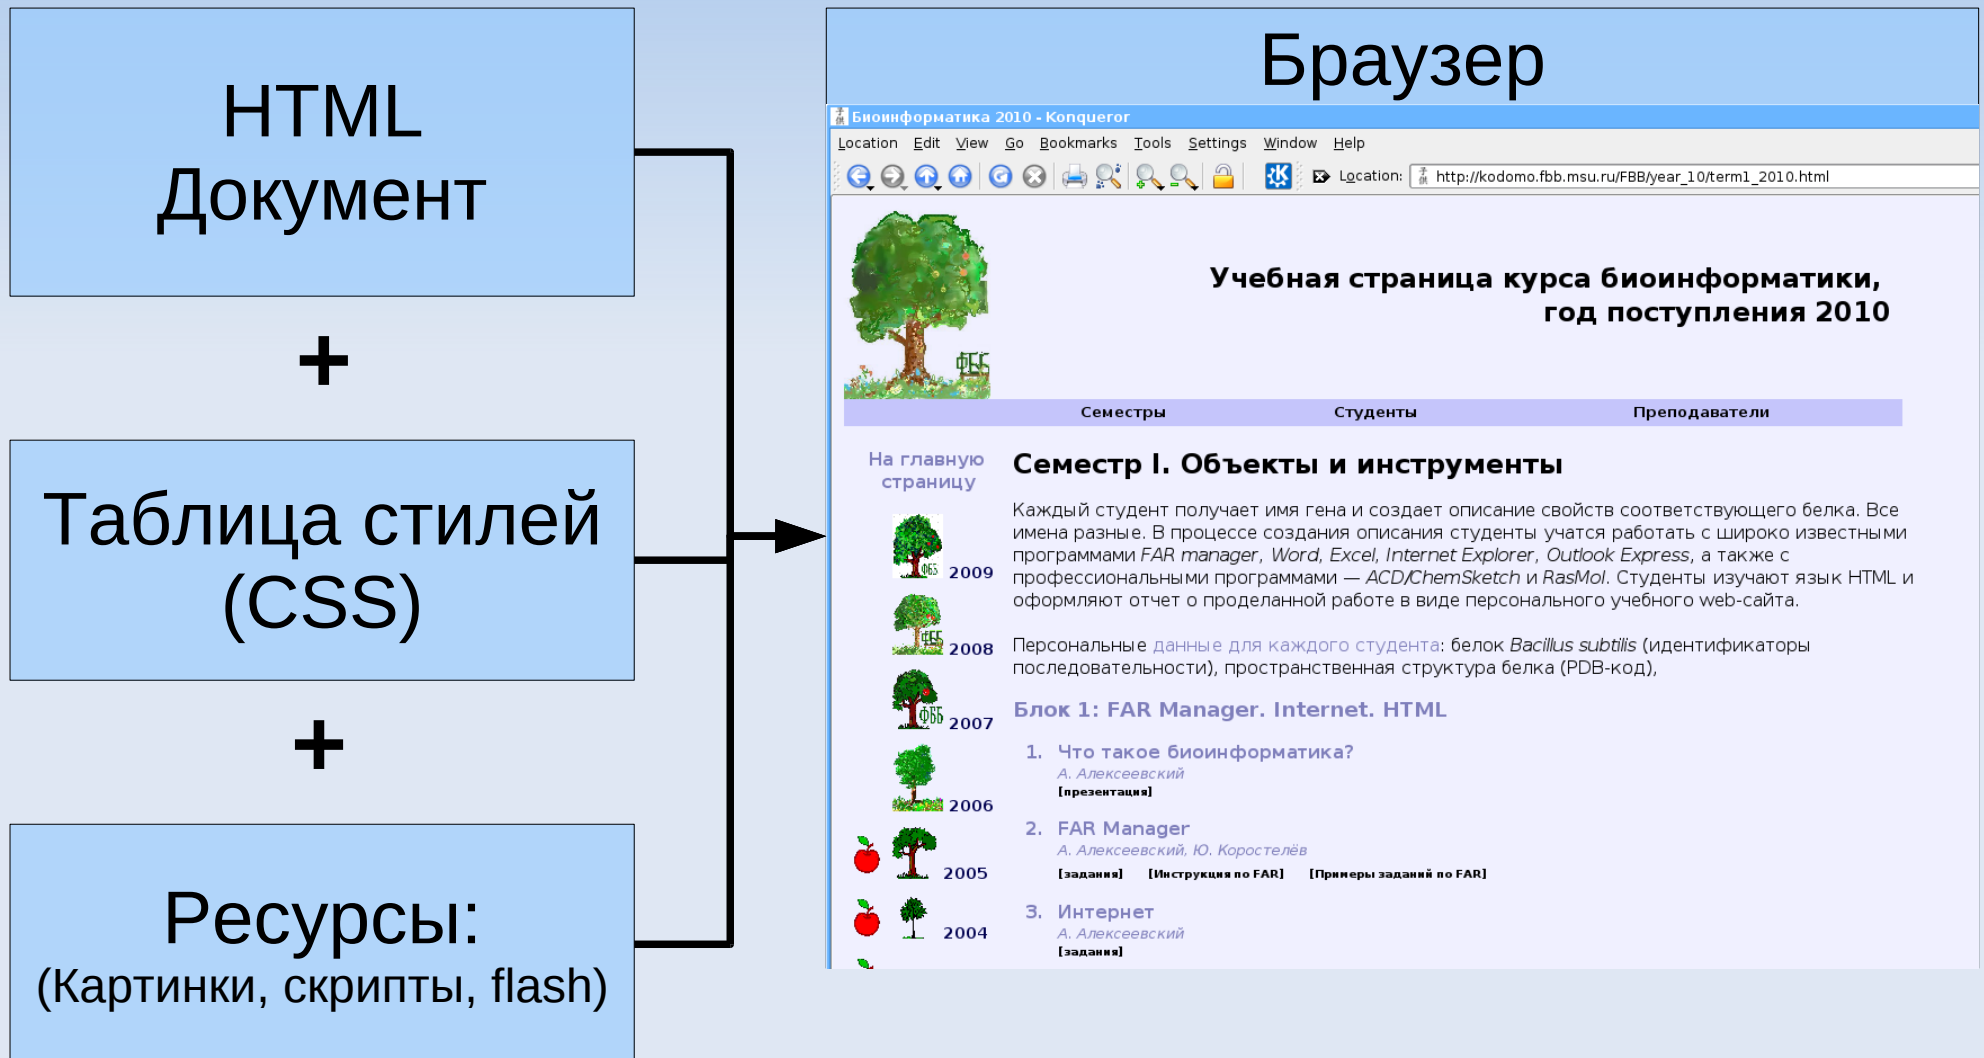 HTML
Документ
+
Таблица стилей
(CSS)
+
Ресурсы:
(Картинки, скрипты, flash)
Браузер
Биоинформатика 2010 - Konqueror
Location Edit View Go Bookmarks Tools Settings Window Help
Location: http://kodomo.fbb.msu.ru/FBB/year_10/term1_2010.html
ФББ
Учебная страница курса биоинформатики,
год поступления 2010
Семестры Студенты Преподаватели
На главную
страницу
ФББ 2009
ФББ 2008
ФББ 2007
2006
2005
2004
Семестр I. Объекты и инструменты
Каждый студент получает имя гена и создает описание свойств соответствующего белка. Все
имена разные. В процессе создания описания студенты учатся работать с широко известными
программами FAR manager, Word, Excel, Internet Explorer, Outlook Express, а также с
профессиональными программами — ACD/ChemSketch и RasMol. Студенты изучают язык HTML и
оформляют отчет о проделанной работе в виде персонального учебного web-сайта.
Персональные данные для каждого студента: белок Bacillus subtilis (идентификаторы
последовательности), пространственная структура белка (PDB-код),
Блок 1: FAR Manager. Internet. HTML
1. Что такое биоинформатика?
А. Алексеевский
[презентация]
2. FAR Manager
А. Алексеевский, Ю. Коростелёв
[задания] [Инструкция по FAR] [Примеры заданий по FAR]
3. Интернет
А. Алексеевский
[задания]